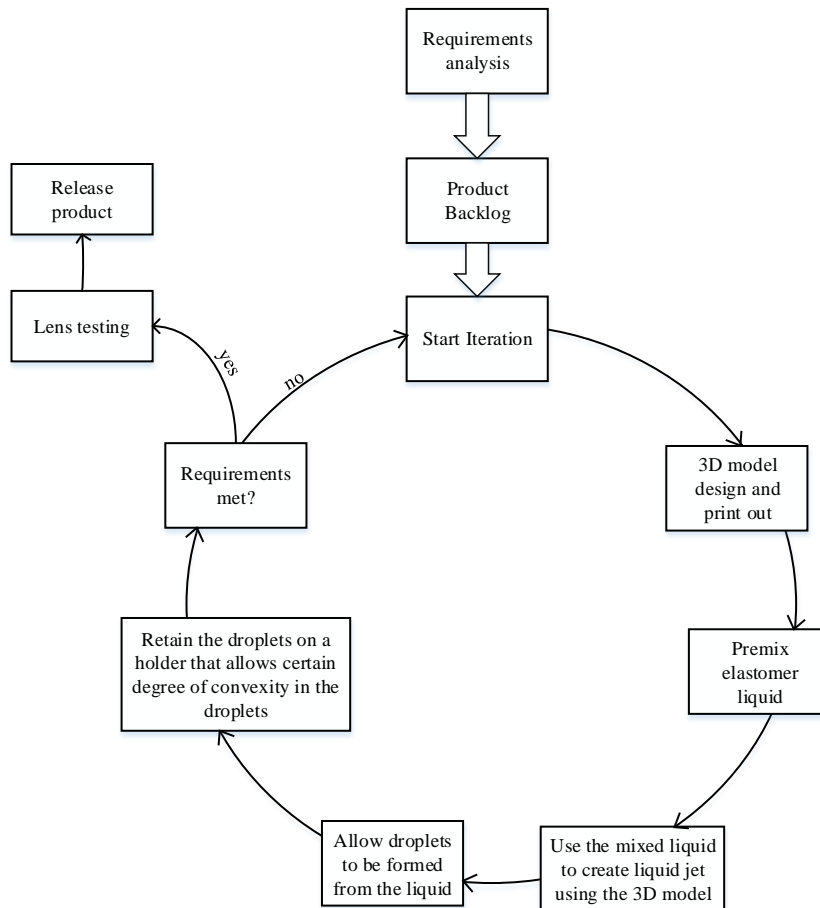 Requirements
analysis
Product
Backlog
Start Iteration
3D model
design and
print out
Premix
elastomer
liquid
Use the mixed liquid
to create liquid jet
using the 3D model
Allow droplets
to be formed
from the liquid
Retain the droplets on a
holder that allows certain
degree of convexity in the
droplets
Requirements
met?
no
yes
Lens testing
Release
product